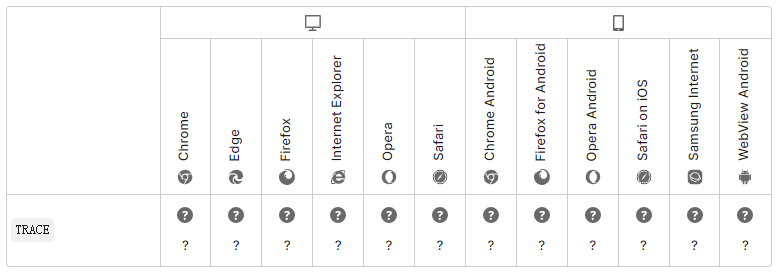 Chrome
Edge
Firefox
Internet Explorer
Opera
Safari
Chrome Android
Firefox for Android
Opera Android
Safari on iOS
Samsung Internet
WebView Android
TRACE
? ? ? ? ? ? ? ? ? ? ? ?
? ? ? ? ? ? ? ? ? ? ? ?